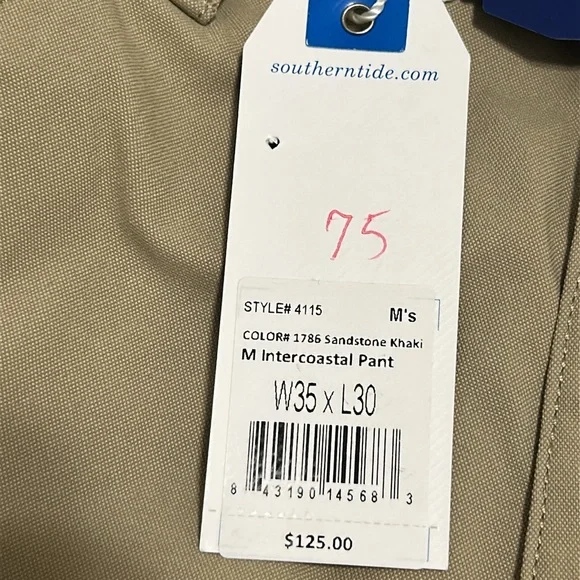 southerntide.com
75
STYLE# 4115 M's
COLOR# 1786 Sandstone Khaki
M Intercoastal Pant
W35 x L30
8 43190 14568 3
$125.00